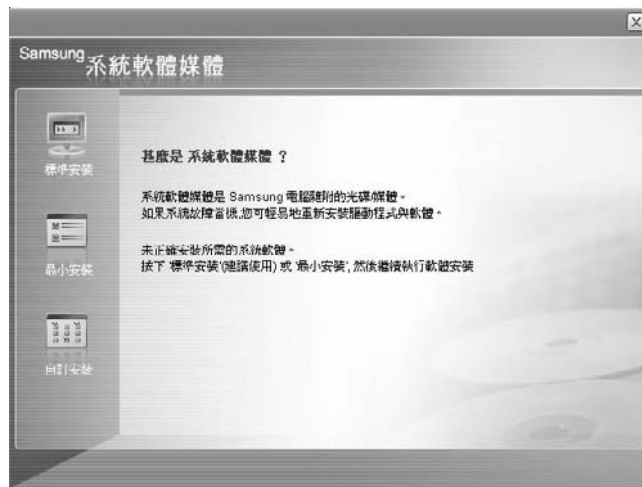 Samsung 系統軟體媒體
標準安裝
最小安裝
自訂安裝
甚麼是 系統軟體媒體 ？
系統軟體媒體是 Samsung 電腦隨附的光碟媒體。
如果系統故障當機,您可輕易地重新安裝驅動程式與軟體。
未正確安裝所需的系統軟體。
按下 '標準安裝'(建議使用) 或 '最小安裝', 然後繼續執行軟體安裝